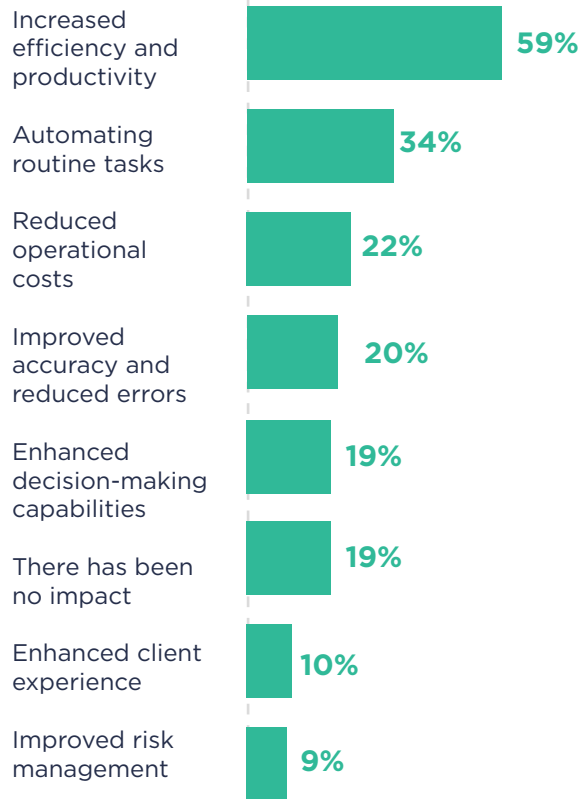 Increased
efficiency and
productivity
59%
Automating
routine tasks
34%
Reduced
operational
costs
22%
Improved
accuracy and
reduced errors
20%
Enhanced
decision-making
capabilities
19%
There has been
no impact
19%
Enhanced client
experience
10%
Improved risk
management
9%